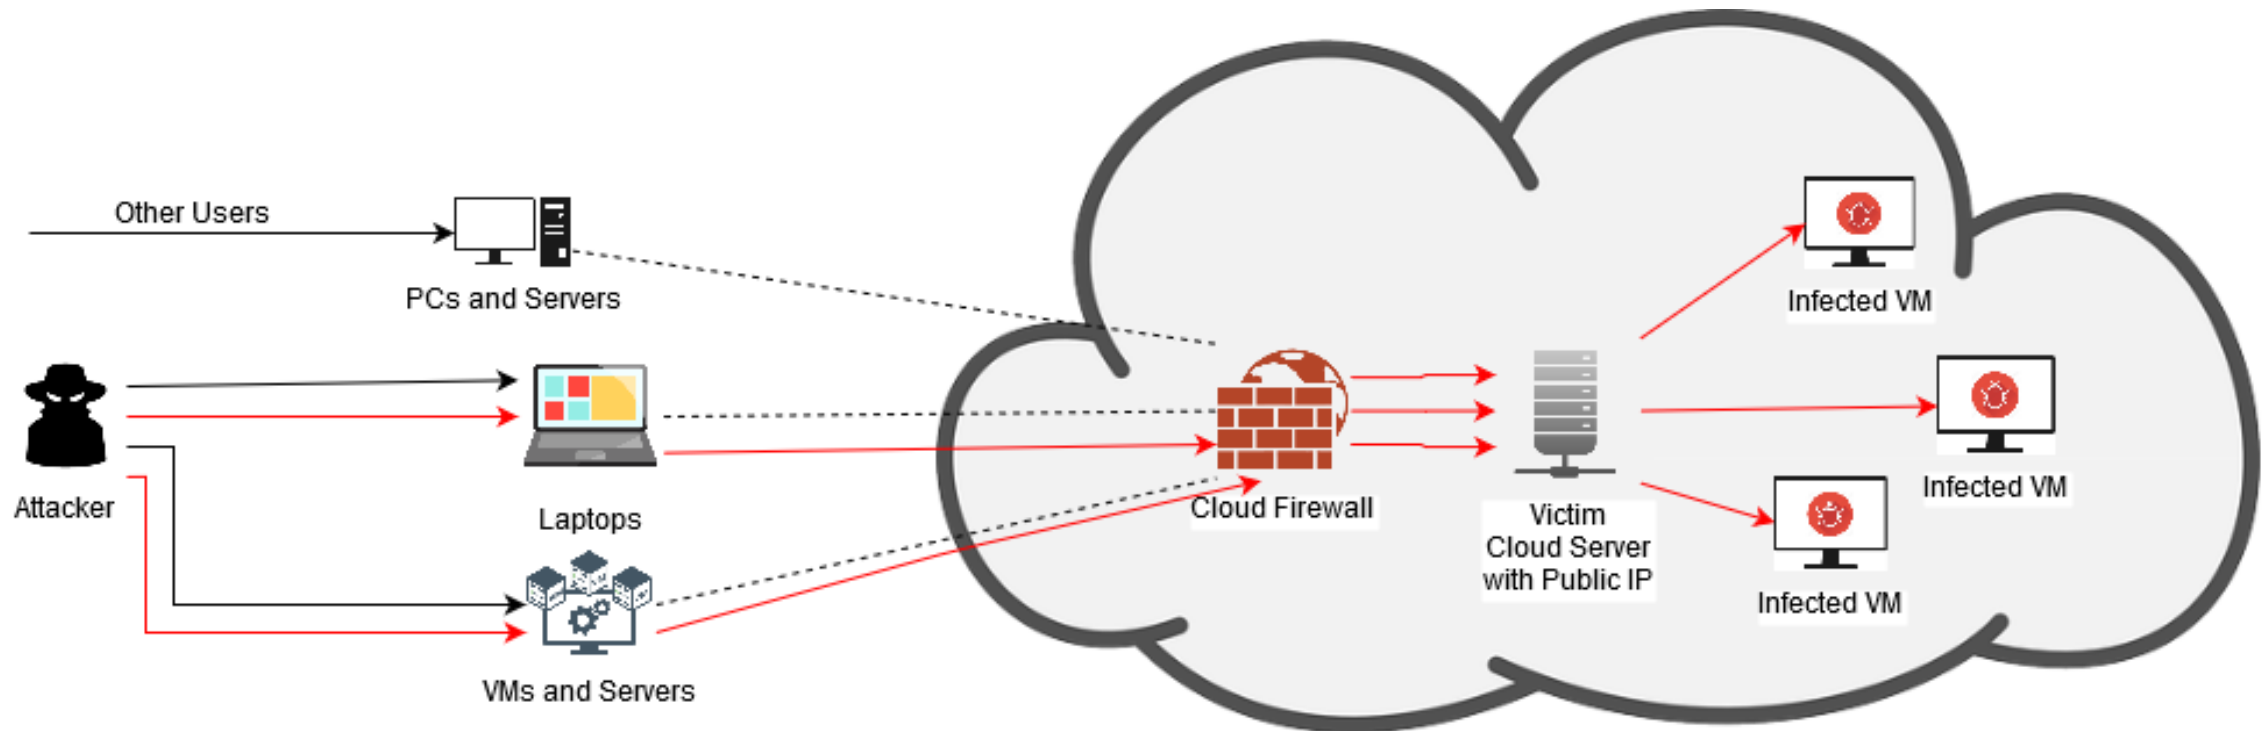 Other Users
PCs and Servers
Attacker
Laptops
VMs and Servers
Cloud Firewall
Victim
Cloud Server
with Public IP
Infected VM
Infected VM
Infected VM